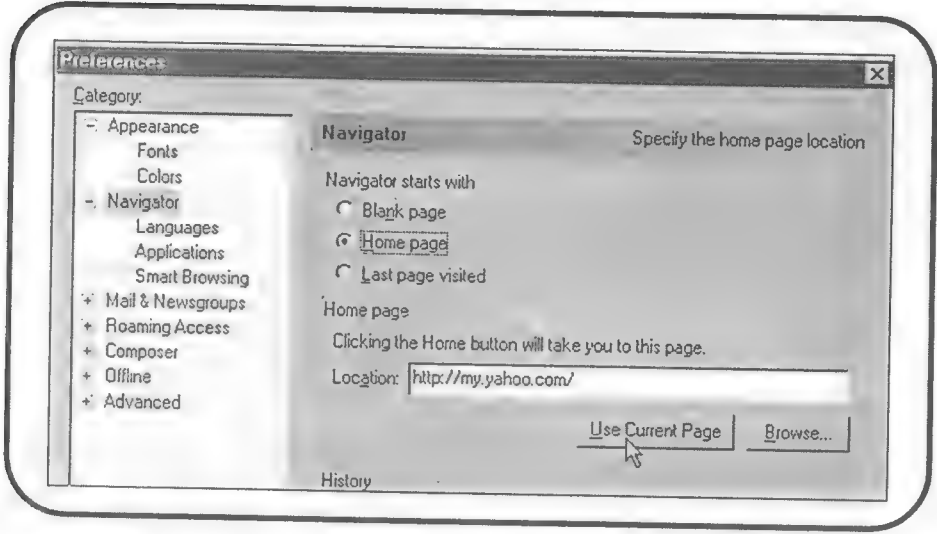 Preferences
Category:
Appearance
Fonts
Colors
Navigator
Languages
Applications
Smart Browsing
Mail & Newsgroups
Roaming Access
Composer
Offline
Advanced
Navigator Specify the home page location
Navigator starts with
Blank page
Home page
Last page visited
Home page
Clicking the Home button will take you to this page.
Location: http://my.yahoo.com/
Use Current Page Browse...
History